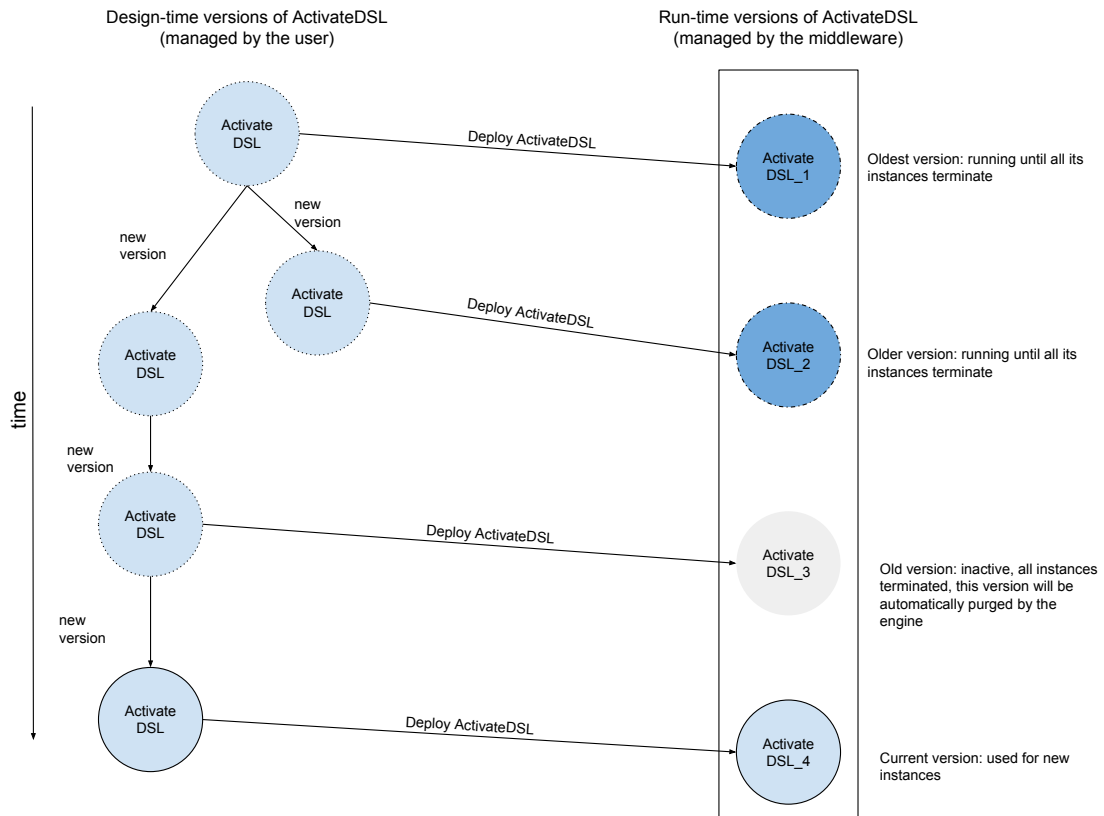 Design-time versions of ActivateDSL
(managed by the user)
Run-time versions of ActivateDSL
(managed by the middleware)
time
Activate
DSL
Deploy ActivateDSL
Activate
DSL_1
Oldest version: running until all its
instances terminate
new
version
new
version
Activate
DSL
Deploy ActivateDSL
Activate
DSL_2
Older version: running until all its
instances terminate
Activate
DSL
new
version
Activate
DSL
Deploy ActivateDSL
Activate
DSL_3
Old version: inactive, all instances
terminated, this version will be
automatically purged by the
engine
new
version
Activate
DSL
Deploy ActivateDSL
Activate
DSL_4
Current version: used for new
instances